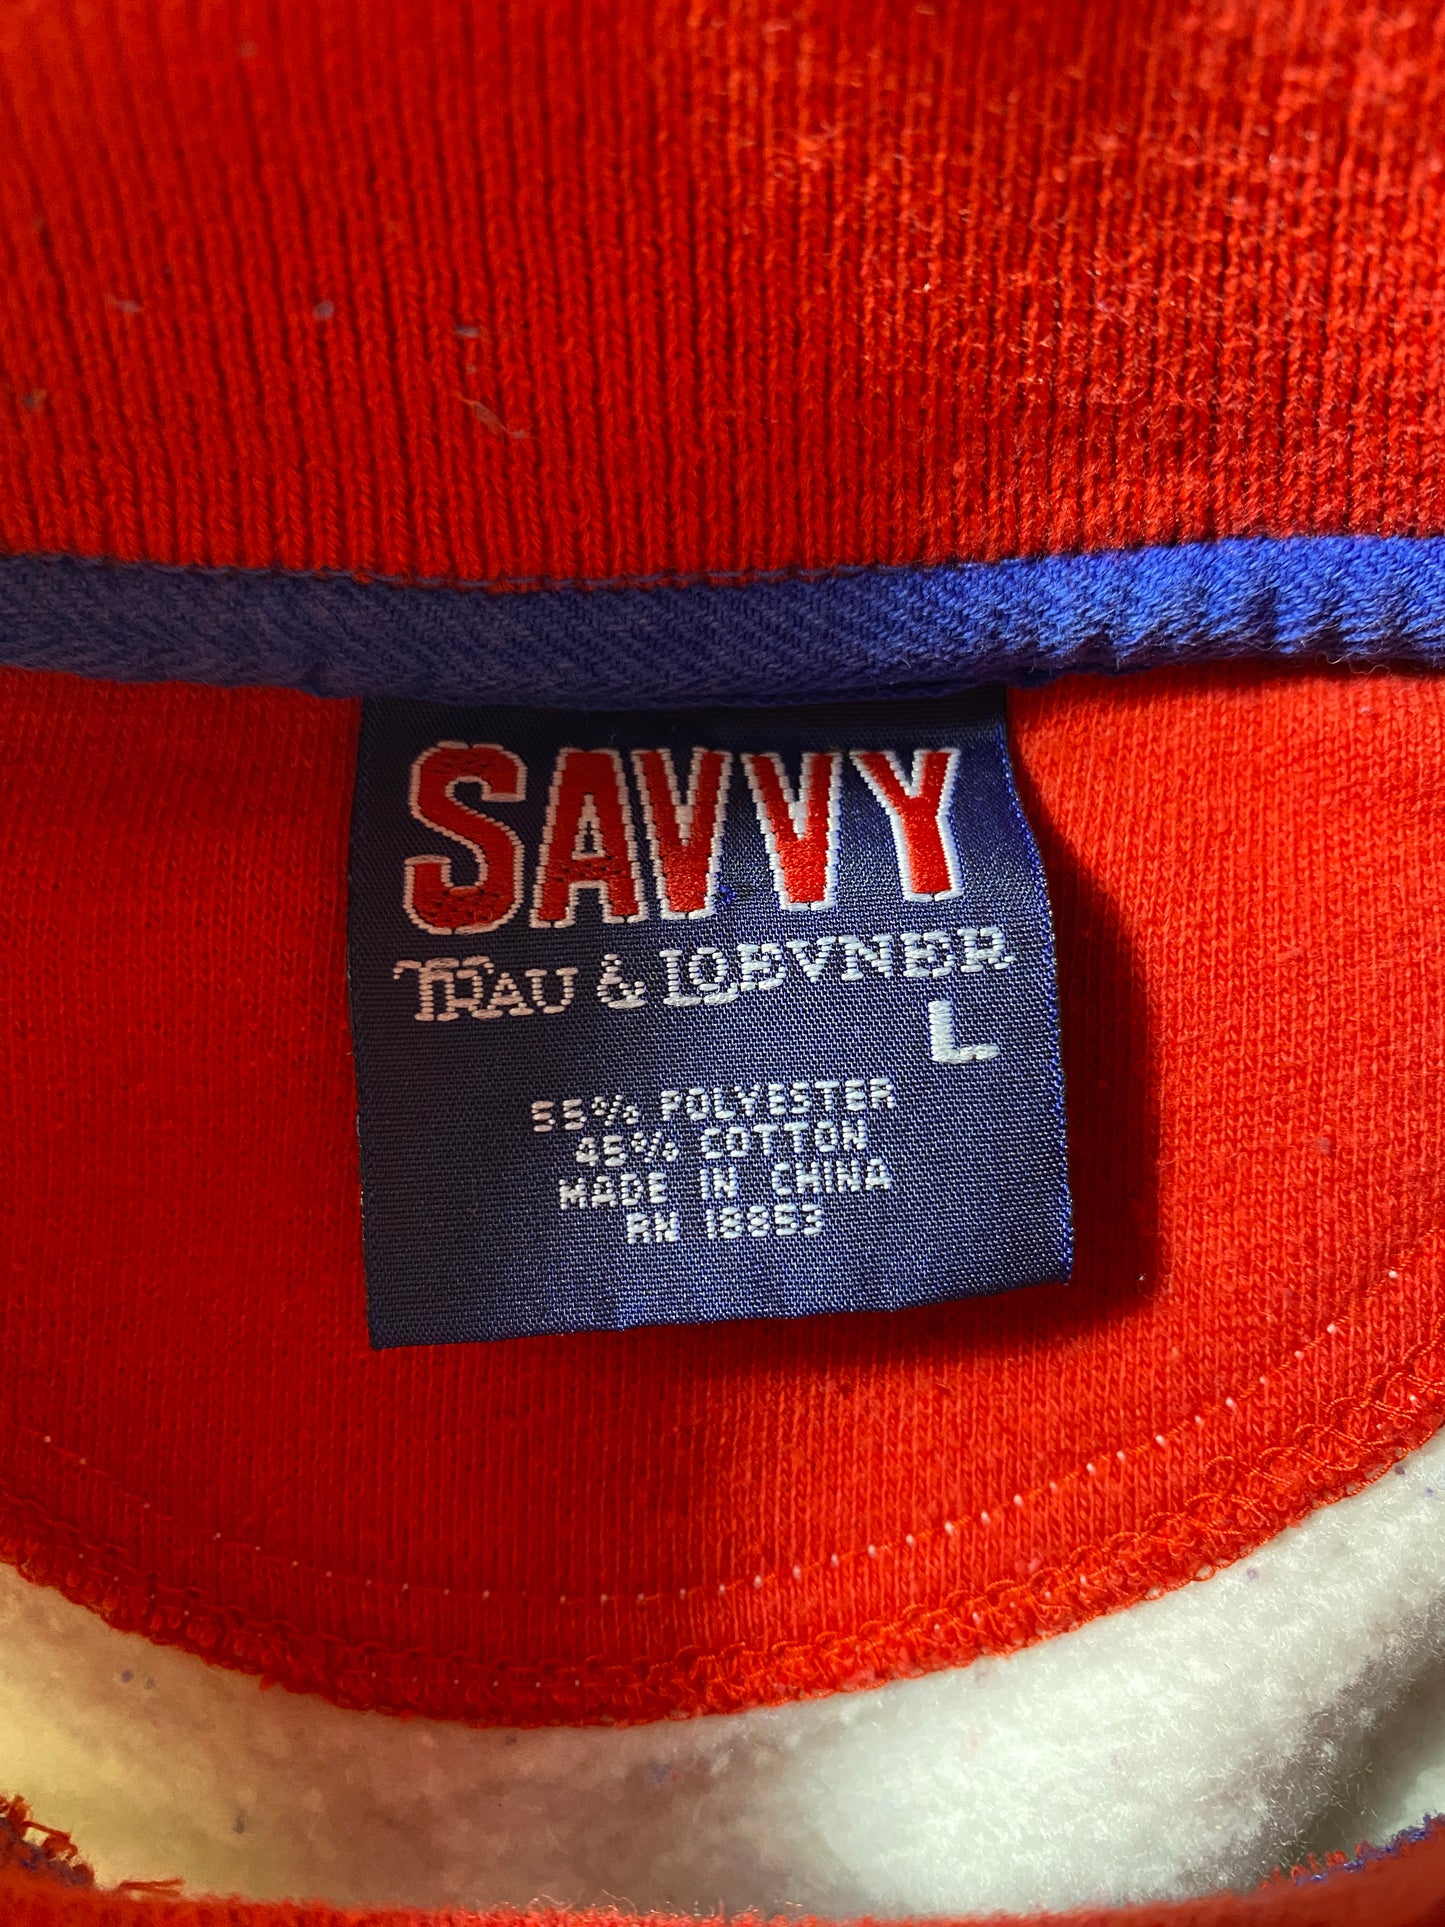 SAVVY
TRAU & LOEVNER
L
55% POLYESTER
45% COTTON
MADE IN CHINA
RN 18853